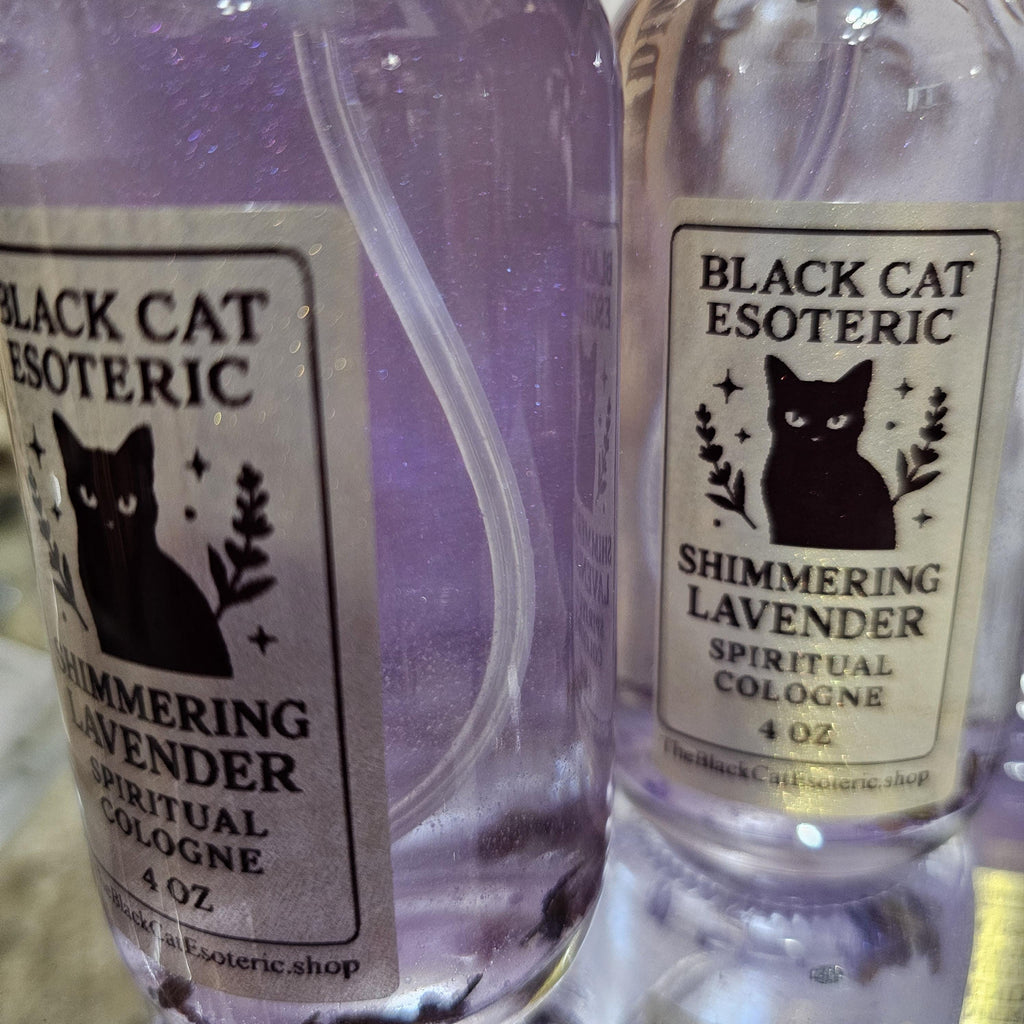 BLACK CAT
ESOTERIC
SHIMMERING
LAVENDER
SPIRITUAL
COLOGNE
4 OZ
BlackCatEsoteric.shop
BLACK CAT
ESOTERIC
SHIMMERING
LAVENDER
SPIRITUAL
COLOGNE
4 OZ
TheBlackCatEsoteric.shop